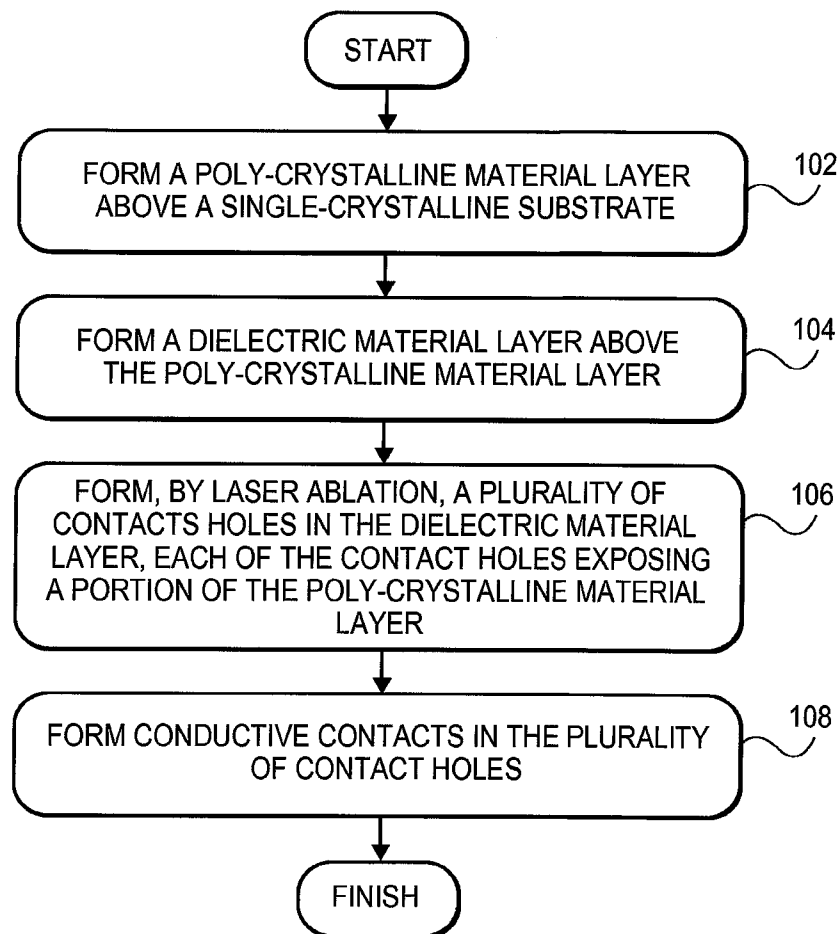 START
FORM A POLY-CRYSTALLINE MATERIAL LAYER
ABOVE A SINGLE-CRYSTALLINE SUBSTRATE
102
FORM A DIELECTRIC MATERIAL LAYER ABOVE
THE POLY-CRYSTALLINE MATERIAL LAYER
104
FORM, BY LASER ABLATION, A PLURALITY OF
CONTACTS HOLES IN THE DIELECTRIC MATERIAL
LAYER, EACH OF THE CONTACT HOLES EXPOSING
A PORTION OF THE POLY-CRYSTALLINE MATERIAL
LAYER
106
FORM CONDUCTIVE CONTACTS IN THE PLURALITY
OF CONTACT HOLES
108
FINISH